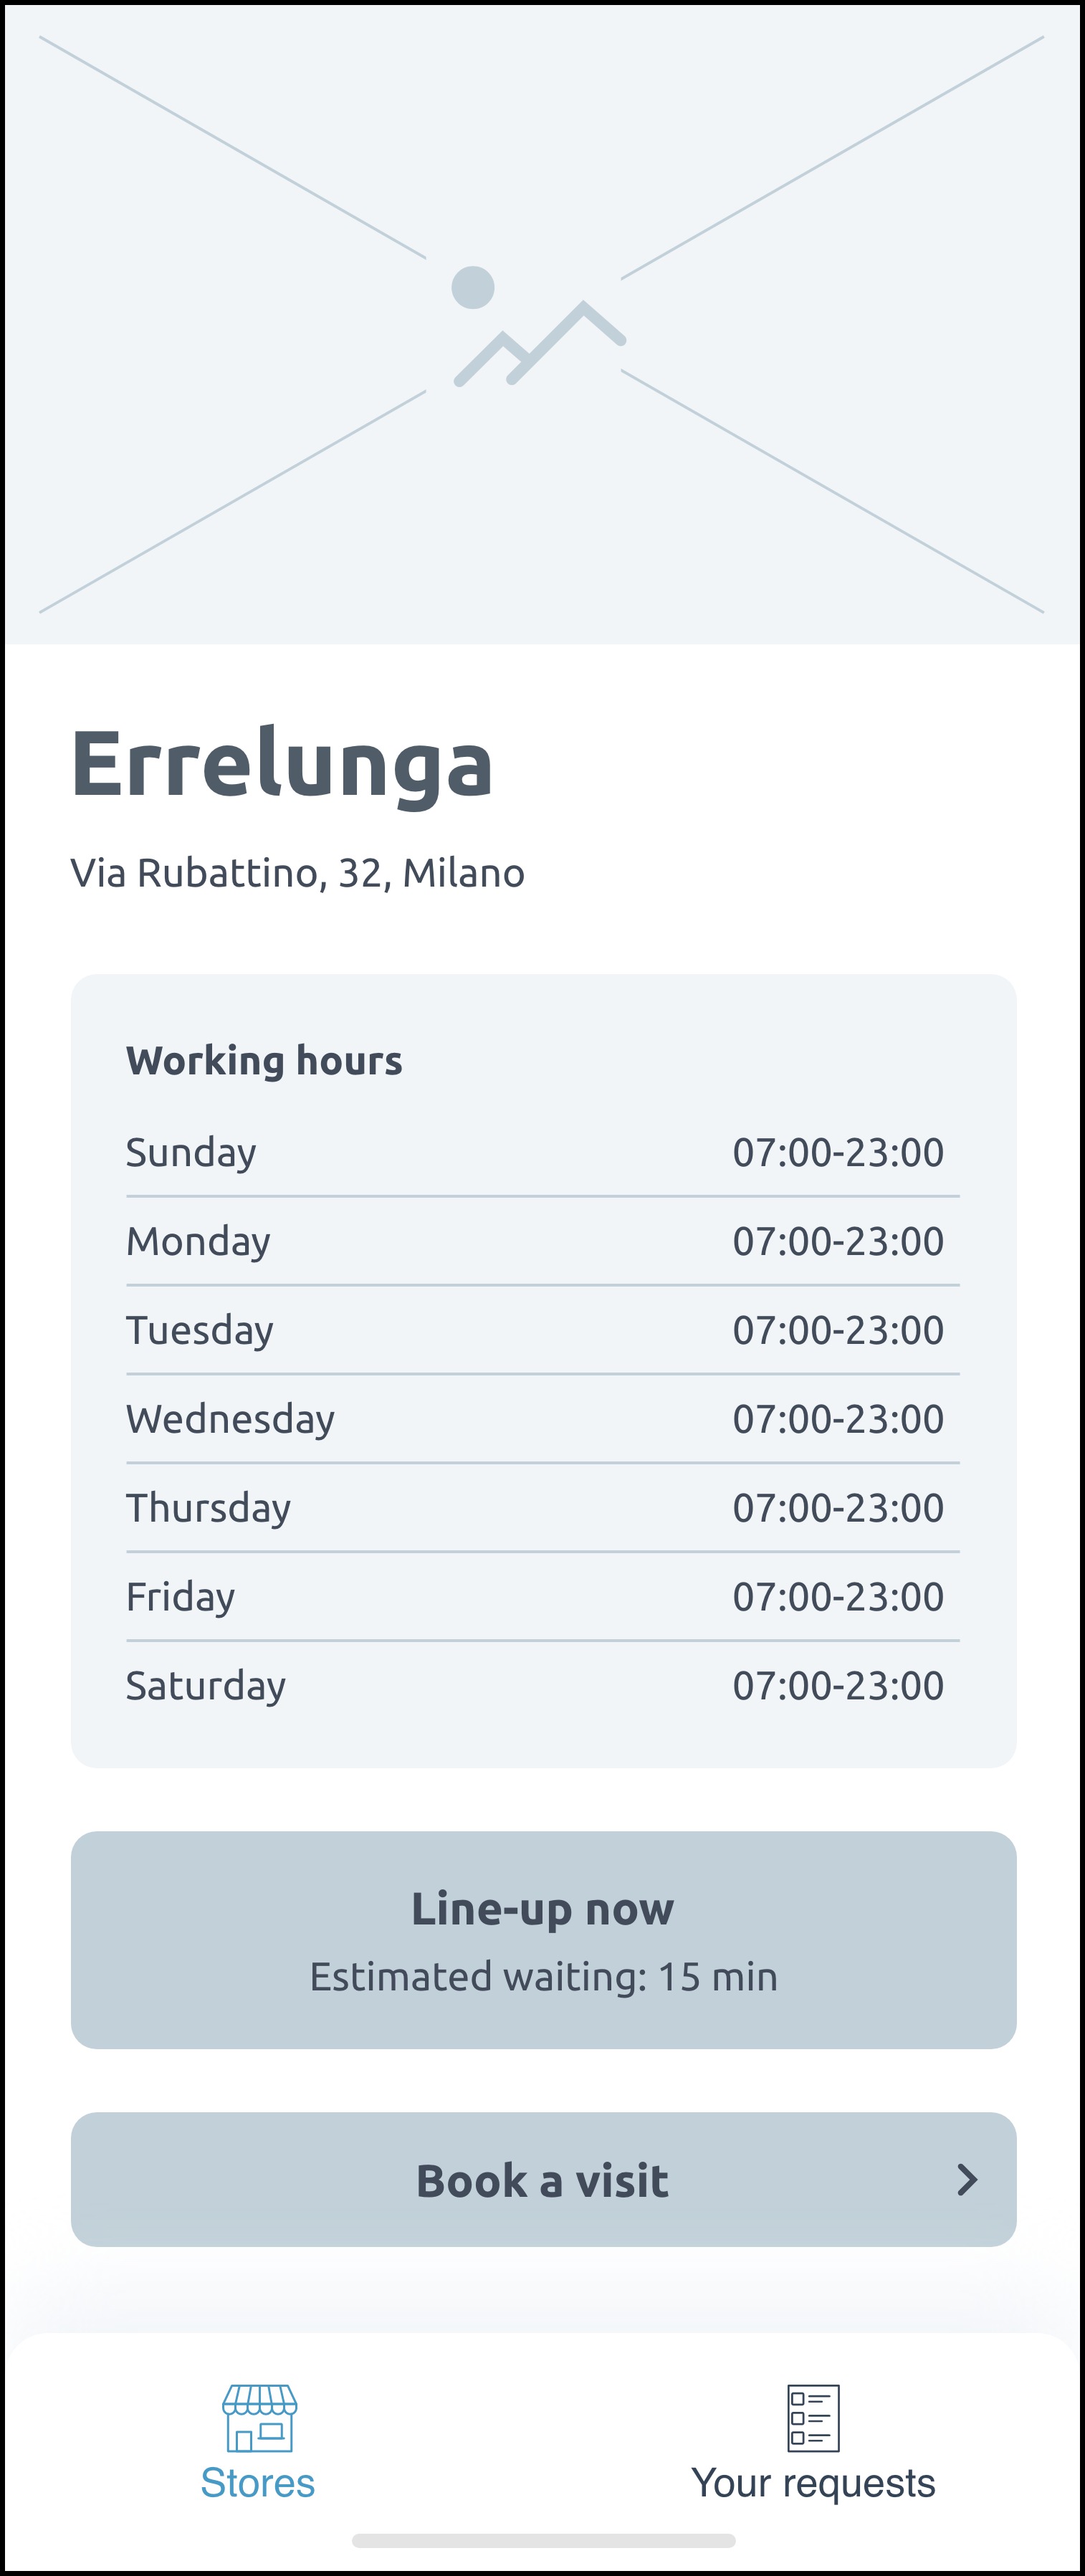 Errelunga
Via Rubattino, 32, Milano
Working hours
Sunday 07:00-23:00
Monday 07:00-23:00
Tuesday 07:00-23:00
Wednesday 07:00-23:00
Thursday 07:00-23:00
Friday 07:00-23:00
Saturday 07:00-23:00
Line-up now
Estimated waiting: 15 min
Book a visit
Stores Your requests